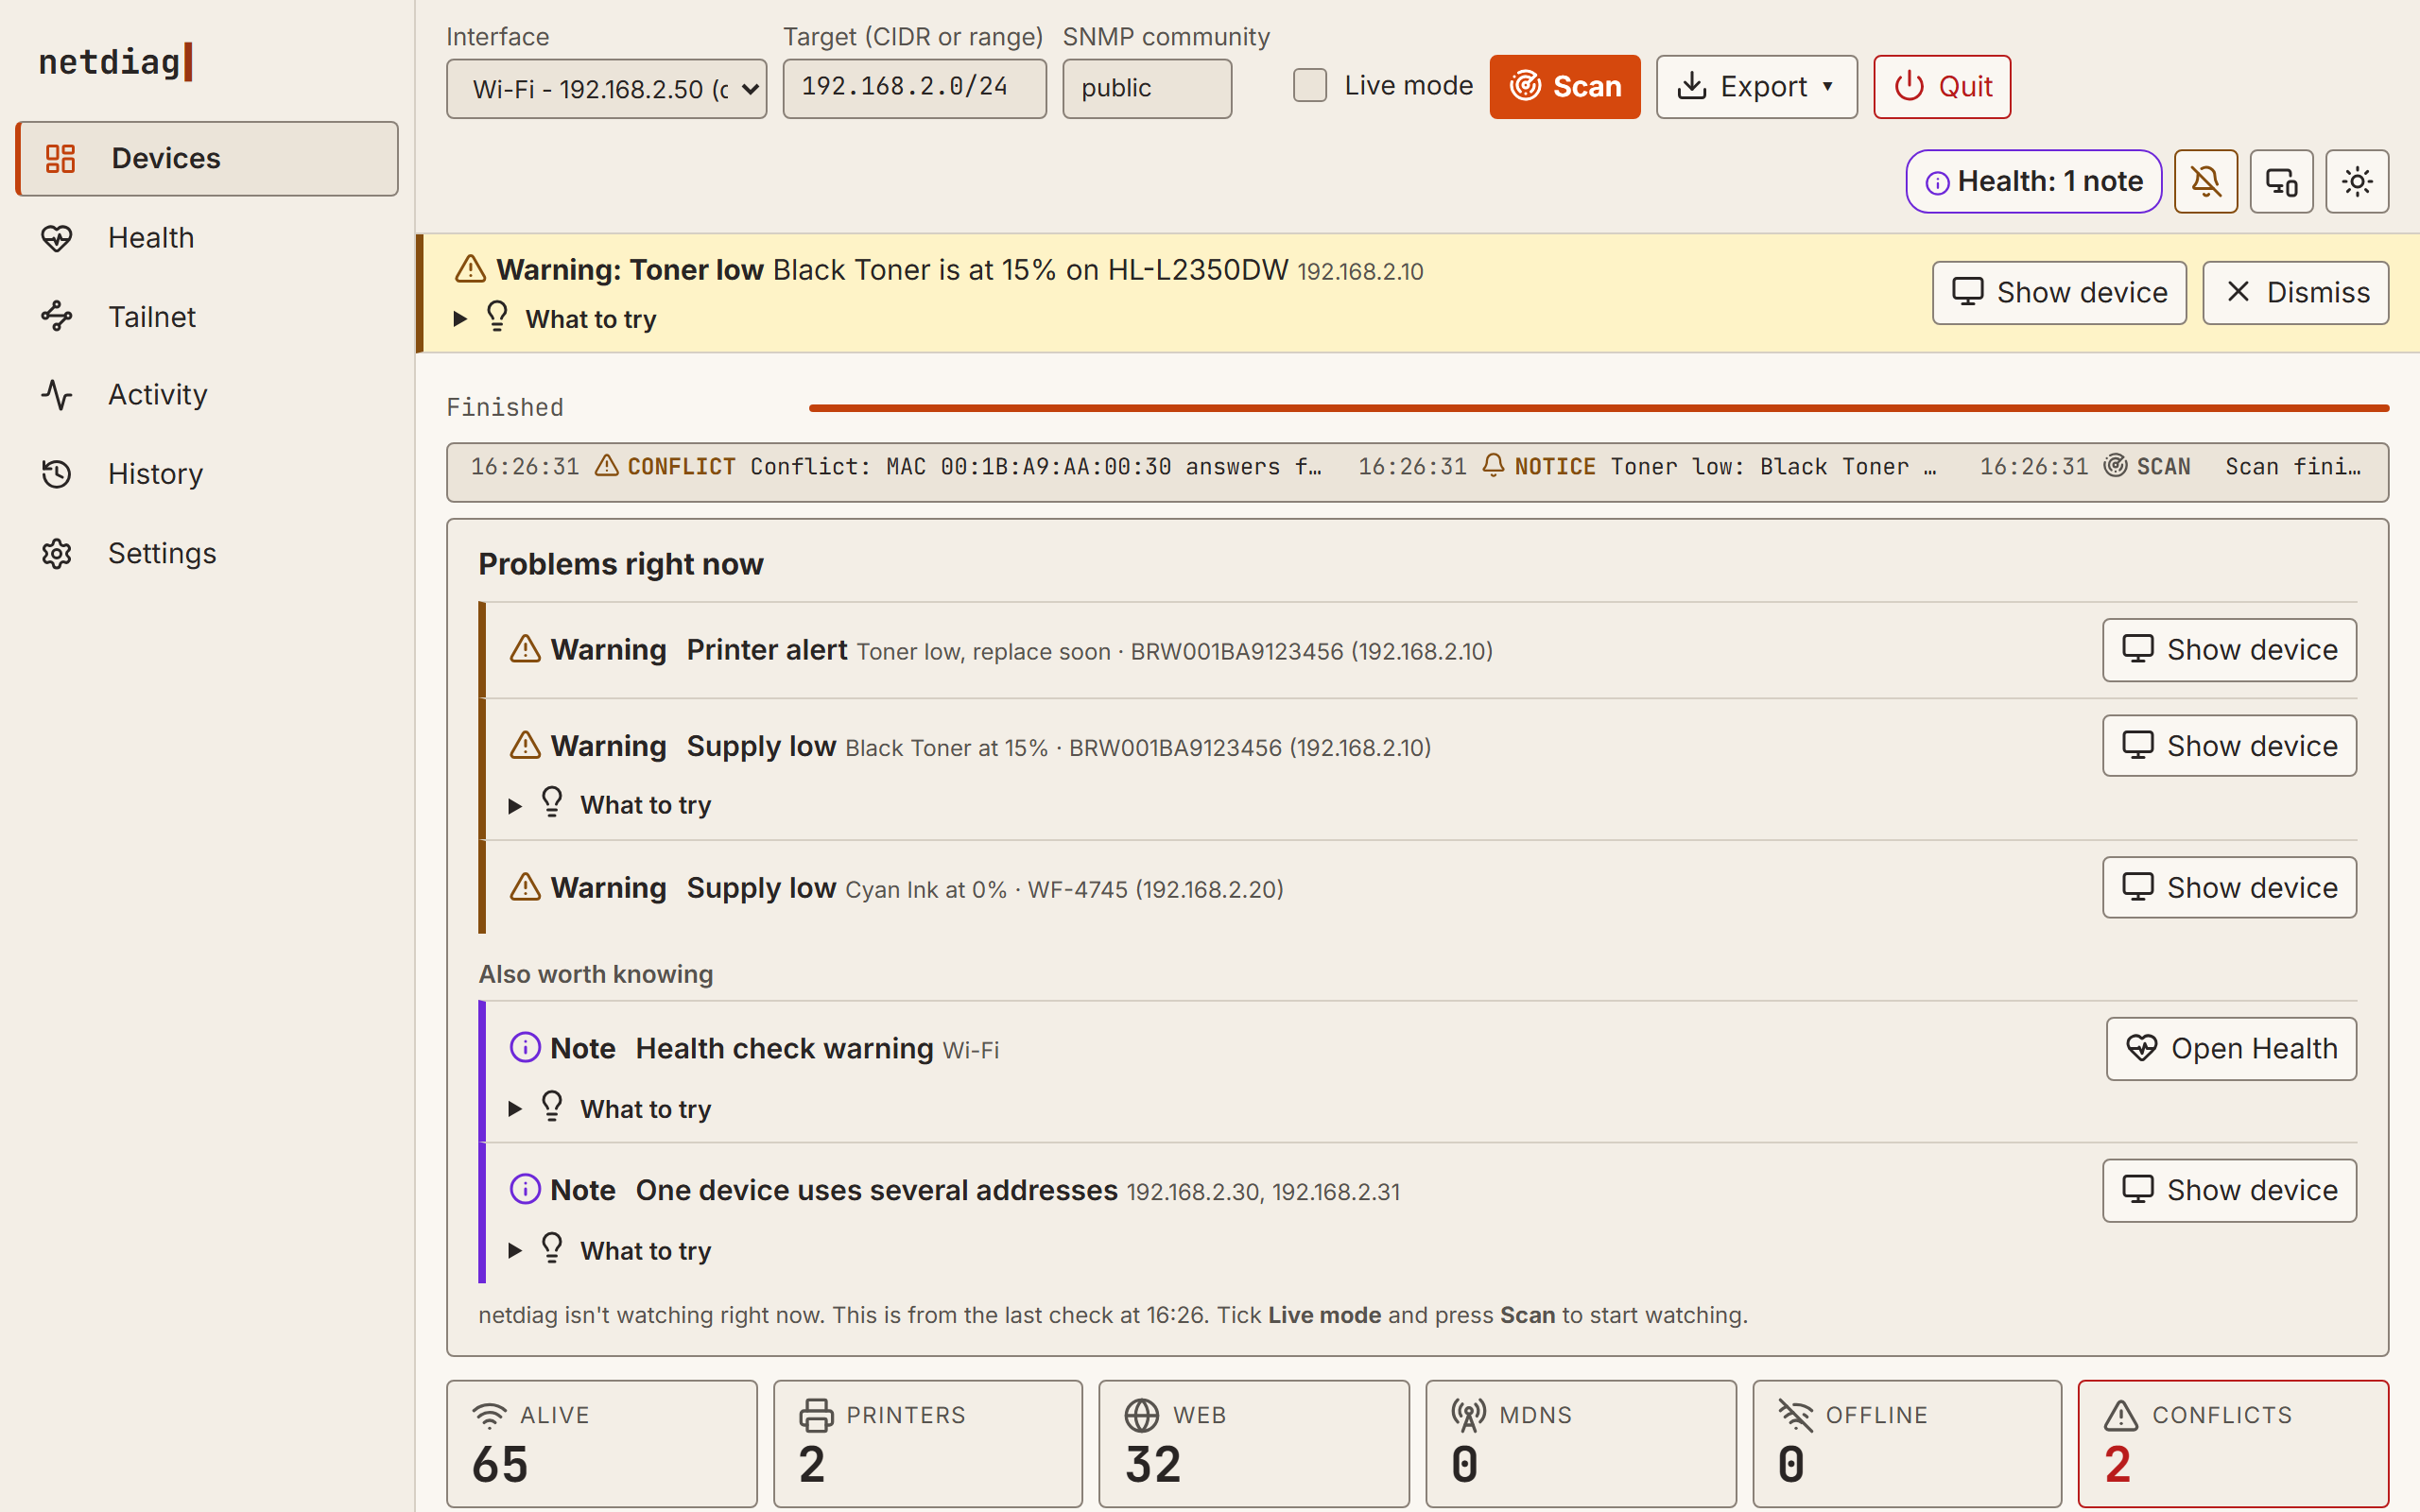 netdiag
Devices
Health
Tailnet
Activity
History
Settings
Interface
Target (CIDR or range)
SNMP community
Wi-Fi - 192.168.2.50 (c
192.168.2.0/24
public
Live mode
Scan
Export
Quit
Health: 1 note
Warning: Toner low Black Toner is at 15% on HL-L2350DW 192.168.2.10
What to try
Show device
Dismiss
Finished
16:26:31 CONFLICT Conflict: MAC 00:1B:A9:AA:00:30 answers f… 16:26:31 NOTICE Toner low: Black Toner … 16:26:31 SCAN Scan fini…
Problems right now
Warning Printer alert Toner low, replace soon · BRW001BA9123456 (192.168.2.10)
Show device
Warning Supply low Black Toner at 15% · BRW001BA9123456 (192.168.2.10)
Show device
What to try
Warning Supply low Cyan Ink at 0% · WF-4745 (192.168.2.20)
Show device
Also worth knowing
Note Health check warning Wi-Fi
Open Health
What to try
Note One device uses several addresses 192.168.2.30, 192.168.2.31
Show device
What to try
netdiag isn't watching right now. This is from the last check at 16:26. Tick Live mode and press Scan to start watching.
ALIVE
65
PRINTERS
2
WEB
32
MDNS
0
OFFLINE
0
CONFLICTS
2